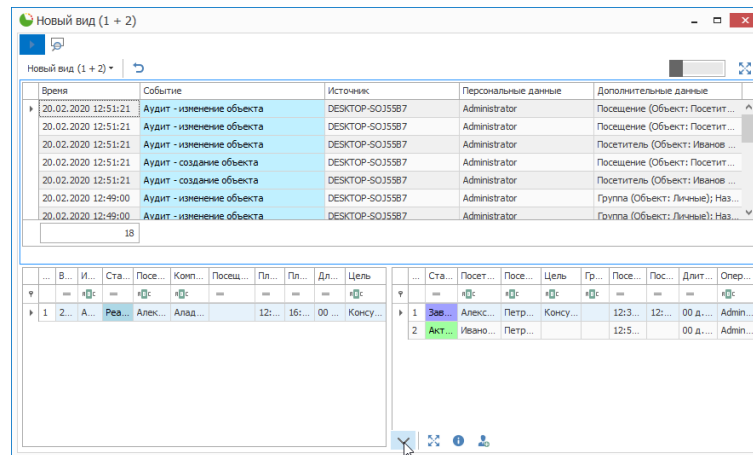 Новый вид (1 + 2)
Новый вид (1 + 2)
Время Событие Источник Персональные данные Дополнительные данные
20.02.2020 12:51:21 Аудит - изменение объекта DESKTOP-SOJ55B7 Administrator Посещение (Объект: Посетит...
20.02.2020 12:51:21 Аудит - изменение объекта DESKTOP-SOJ55B7 Administrator Посетитель (Объект: Иванов ...
20.02.2020 12:51:21 Аудит - изменение объекта DESKTOP-SOJ55B7 Administrator Посещение (Объект: Посетит...
20.02.2020 12:51:21 Аудит - создание объекта DESKTOP-SOJ55B7 Administrator Посещение (Объект: Посетит...
20.02.2020 12:51:21 Аудит - создание объекта DESKTOP-SOJ55B7 Administrator Посетитель (Объект: Иванов ...
20.02.2020 12:49:00 Аудит - изменение объекта DESKTOP-SOJ55B7 Administrator Группа (Объект: Личные); Наз...
20.02.2020 12:49:00 Аудит - изменение объекта DESKTOP-SOJ55B7 Administrator Группа (Объект: Личные); Наз...
18
... В... И... Ста... Посе... Комп... Посещ... Пл... Пл... Дл... Цель
1 2... А... Реа... Алек... Алад... 12:... 16:... 00 ... Консу...
... Ста... Посет... Посе... Цель Гр... Посе... Пос... Длит... Опер...
1 Зав... Алекс... Петр... Консу... 12:3... 12:... 00 д.... Admin...
2 Акт... Ивано... Петр... 12:5... 00 д.... Admin...